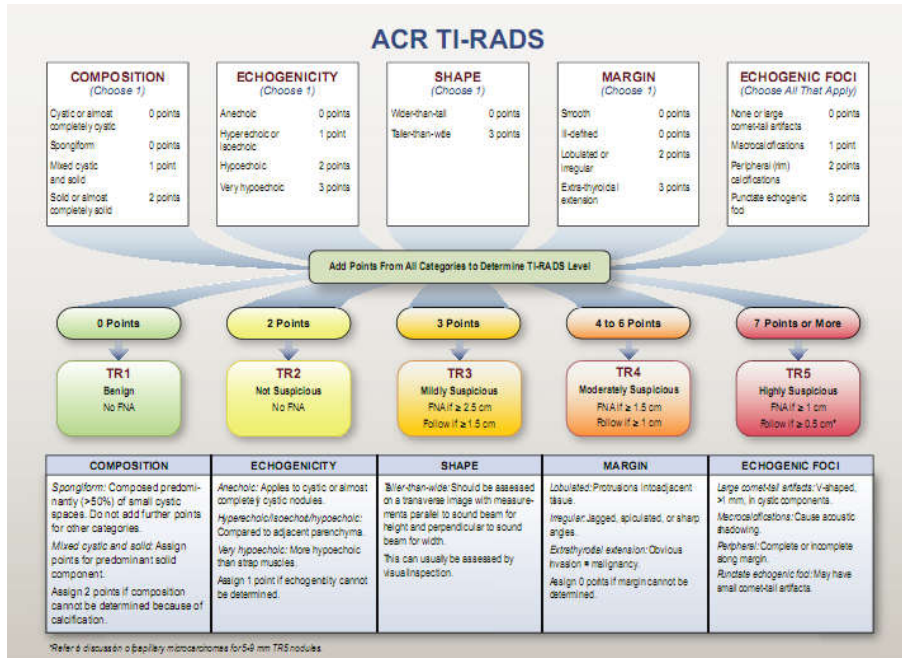 ACR TI-RADS
COMPOSITION
(Choose 1)
Cystic or almost completely cystic 0 points
Spongiform 0 points
Mixed cystic and solid 1 point
Solid or almost completely solid 2 points
ECHOGENICITY
(Choose 1)
Anechoic 0 points
Hyperechoic or isoechoic 1 point
Hypoechoic 2 points
Very hypoechoic 3 points
SHAPE
(Choose 1)
Wider-than-tall 0 points
Taller-than-wide 3 points
MARGIN
(Choose 1)
Smooth 0 points
Ill-defined 0 points
Lobulated or irregular 2 points
Extra-thyroidal extension 3 points
ECHOGENIC FOCI
(Choose All That Apply)
None or large comet-tail artifacts 0 points
Macrocalcifications 1 point
Peripheral (rim) calcifications 2 points
Punctate echogenic foci 3 points
Add Points From All Categories to Determine TI-RADS Level
0 Points
2 Points
3 Points
4 to 6 Points
7 Points or More
TR1
Benign
No FNA
TR2
Not Suspicious
No FNA
TR3
Mildly Suspicious
FNA if ≥ 2.5 cm
Follow if ≥ 1.5 cm
TR4
Moderately Suspicious
FNA if ≥ 1.5 cm
Follow if ≥ 1 cm
TR5
Highly Suspicious
FNA if ≥ 1 cm
Follow if ≥ 0.5 cm*
COMPOSITION
Spongiform: Composed predomi-
nantly (>50%) of small cystic
spaces. Do not add further points
for other categories.
Mixed cystic and solid: Assign
points for predominant solid
component.
Assign 2 points if composition
cannot be determined because of
calcification.
ECHOGENICITY
Anechoic: Applies to cystic or almost
completely cystic nodules.
Hyperechoic/isoechoic/hypoechoic:
Compared to adjacent parenchyma.
Very hypoechoic: More hypoechoic
than strap muscles.
Assign 1 point if echogenicity cannot
be determined.
SHAPE
Taller-than-wide: Should be assessed
on a transverse image with measure-
ments parallel to sound beam for
height and perpendicular to sound
beam for width.
This can usually be assessed by
visual inspection.
MARGIN
Lobulated: Protrusions into adjacent
tissue.
Irregular: Jagged, spiculated, or sharp
angles.
Extrathyroidal extension: Obvious
invasion = malignancy.
Assign 0 points if margin cannot be
determined.
ECHOGENIC FOCI
Large comet-tail artifacts: V-shaped,
>1 mm, in cystic components.
Macrocalcifications: Cause acoustic
shadowing.
Peripheral: Complete or incomplete
along margin.
Punctate echogenic foci: May have
small comet-tail artifacts.
*Refer to discussion of papillary microcarcinomas for 5-9 mm TR5 nodules.